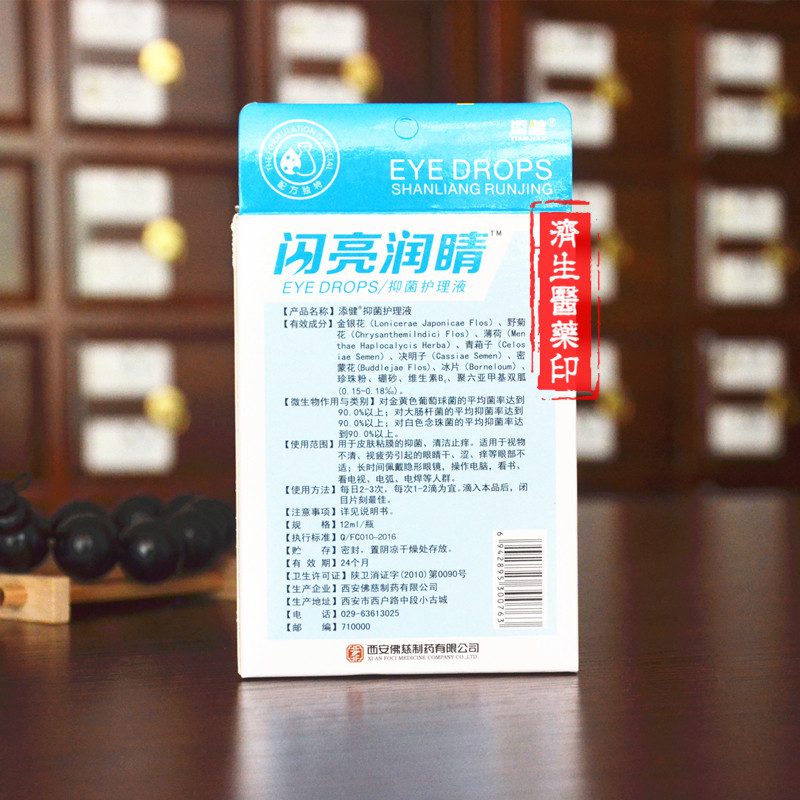 添健®
TIANJIAN
THE FORMULATION IS SPECIAL
配方独特
EYE DROPS
SHANLIANG RUNJING
闪亮润睛™
EYE DROPS/抑菌护理液
濟生醫藥印
【产品名称】添健®抑菌护理液
【有效成分】金银花(Lonicerae Japonicae Flos)、野菊
花(ChrysanthemiIndici Flos)、薄荷(Men
thae Haplocalycis Herba)、青葙子(Celos
iae Semen)、决明子(Cassiae Semen)、密
蒙花(Buddlejae Flos)、冰片(Borneloum)、
珍珠粉、硼砂、维生素B₂、聚六亚甲基双胍
(0.15-0.18‰)。
【微生物作用与类别】对金黄色葡萄球菌的平均菌率达到
90.0%以上；对大肠杆菌的平均抑菌率达到
90.0%以上；对白色念珠菌的平均抑菌率达
到90.0%以上。
【使用范围】用于皮肤粘膜的抑菌、清洁止痒。适用于视物
不清、视疲劳引起的眼睛干、涩、痒等眼部不
适；长时间佩戴隐形眼镜，操作电脑，看书、
看电视、电弧、电焊等人群。
【使用方法】每日2-3次，每次1-2滴为宜。滴入本品后，闭
目片刻最佳。
【注意事项】详见说明书。
【规 格】12ml/瓶
【执行标准】Q/FC010-2016
【贮 存】密封，置阴凉干燥处存放。
【有 效 期】24个月
【卫生许可证】陕卫消证字(2010)第0090号
【生产企业】西安佛慈制药有限公司
【生产地址】西安市西户路中段小古城
【电 话】029-63613025
【邮 编】710000
6942895300763
西安佛慈制药有限公司
XI AN FOCI MEDICINE COMPANY CO.,LTD